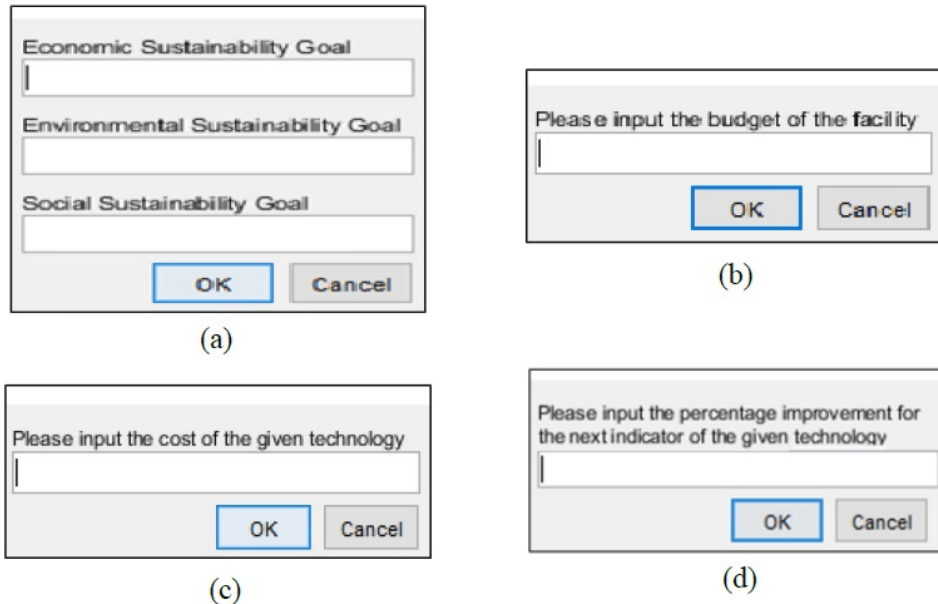 Economic Sustainability Goal
Environmental Sustainability Goal
Social Sustainability Goal
OK Cancel
(a)
Please input the budget of the facility
OK Cancel
(b)
Please input the cost of the given technology
OK Cancel
(c)
Please input the percentage improvement for
the next indicator of the given technology
OK Cancel
(d)